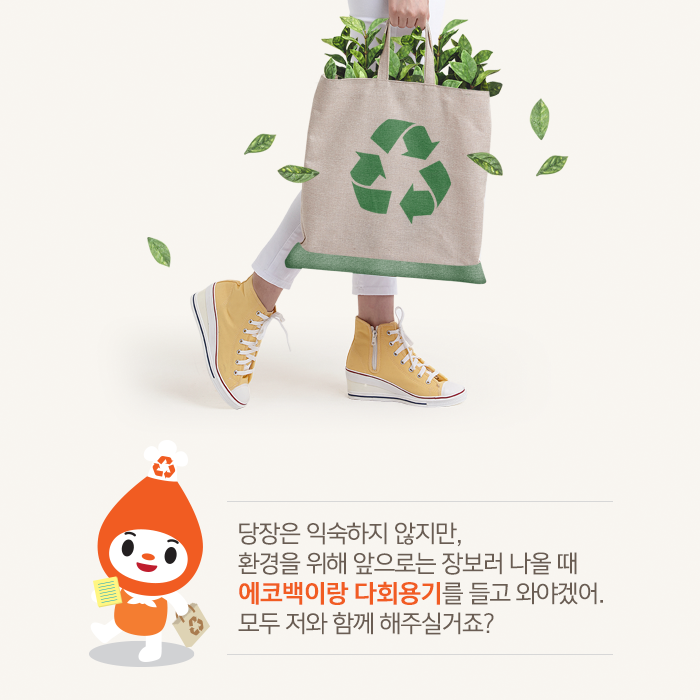 당장은 익숙하지 않지만,
환경을 위해 앞으로는 장보러 나올 때
에코백이랑 다회용기를 들고 와야겠어.
모두 저와 함께 해주실거죠?